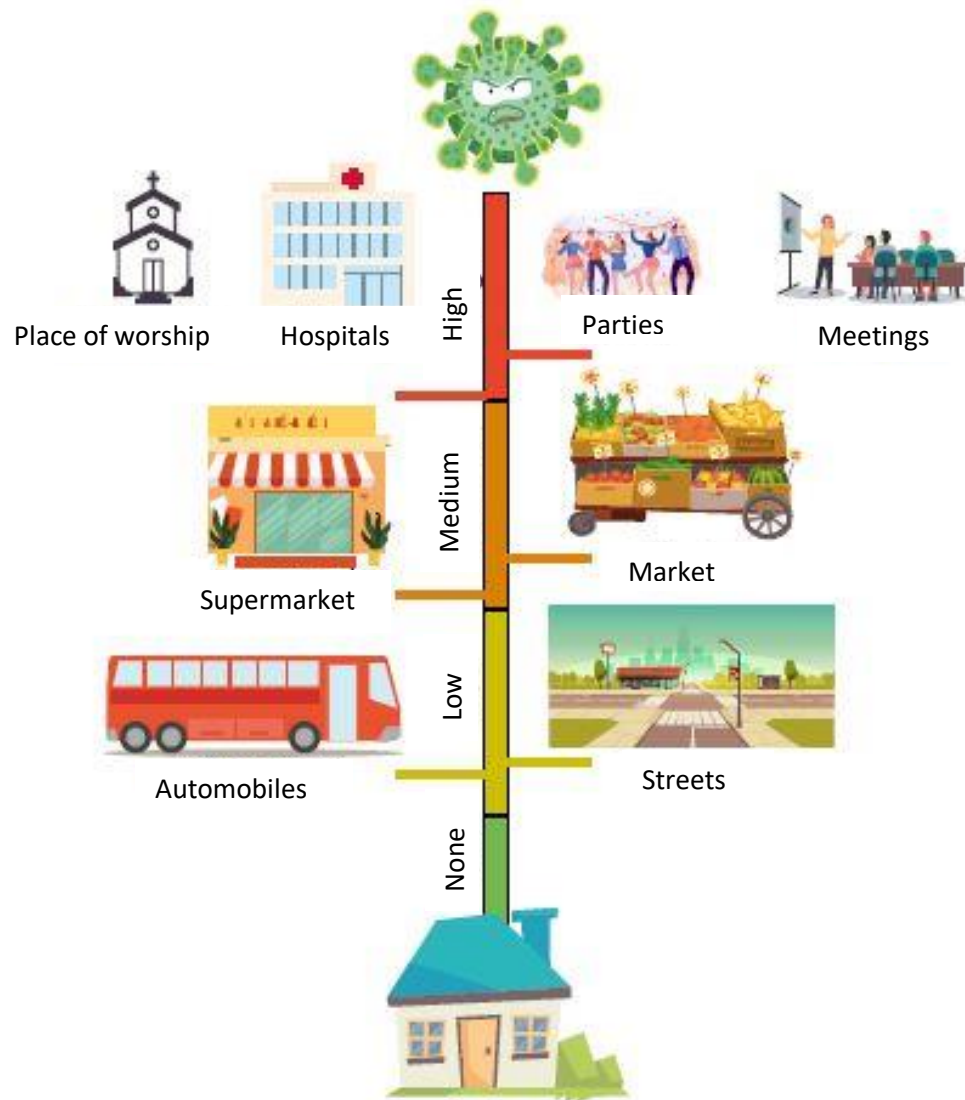 Place of worship
Hospitals
High
Parties
Meetings
Medium
Supermarket
Market
Low
Automobiles
Streets
None